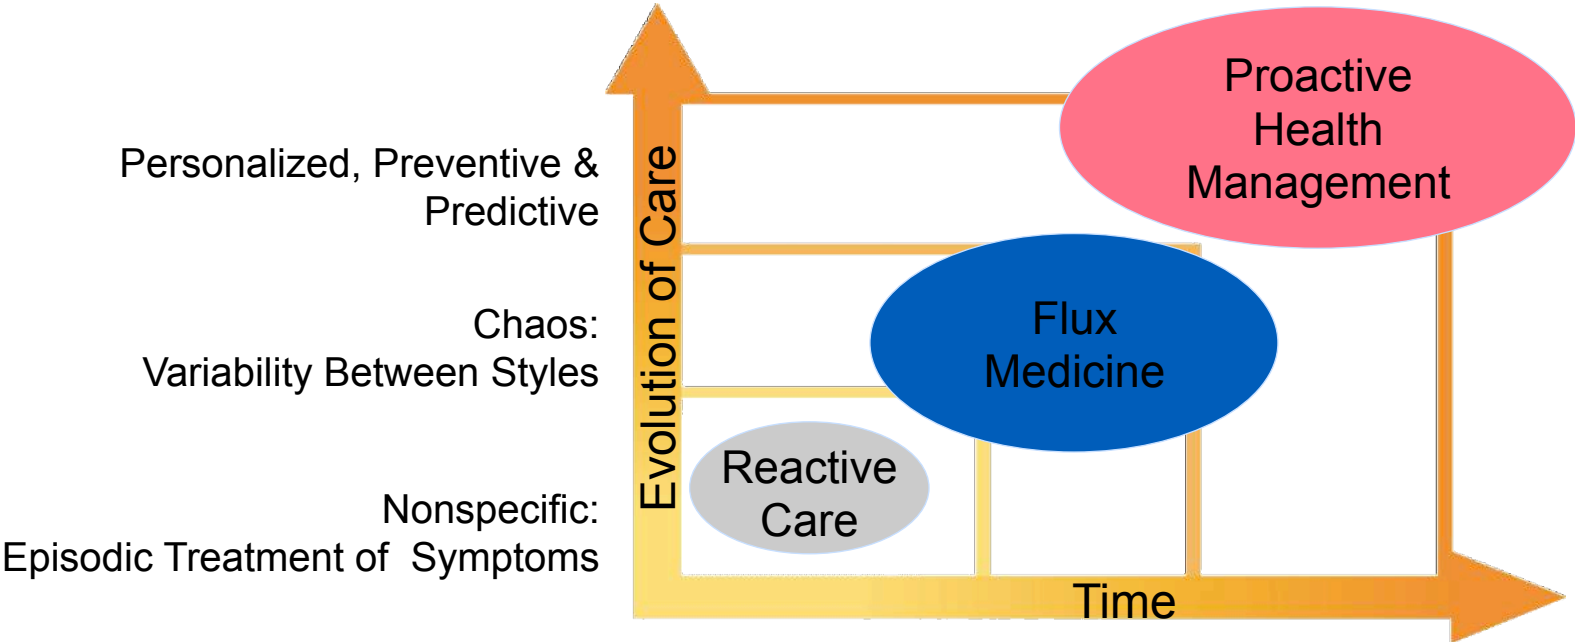 Proactive
Health
Management
Personalized, Preventive &
Predictive
Evolution of Care
Chaos:
Variability Between Styles
Flux
Medicine
Reactive
Care
Nonspecific:
Episodic Treatment of Symptoms
Time